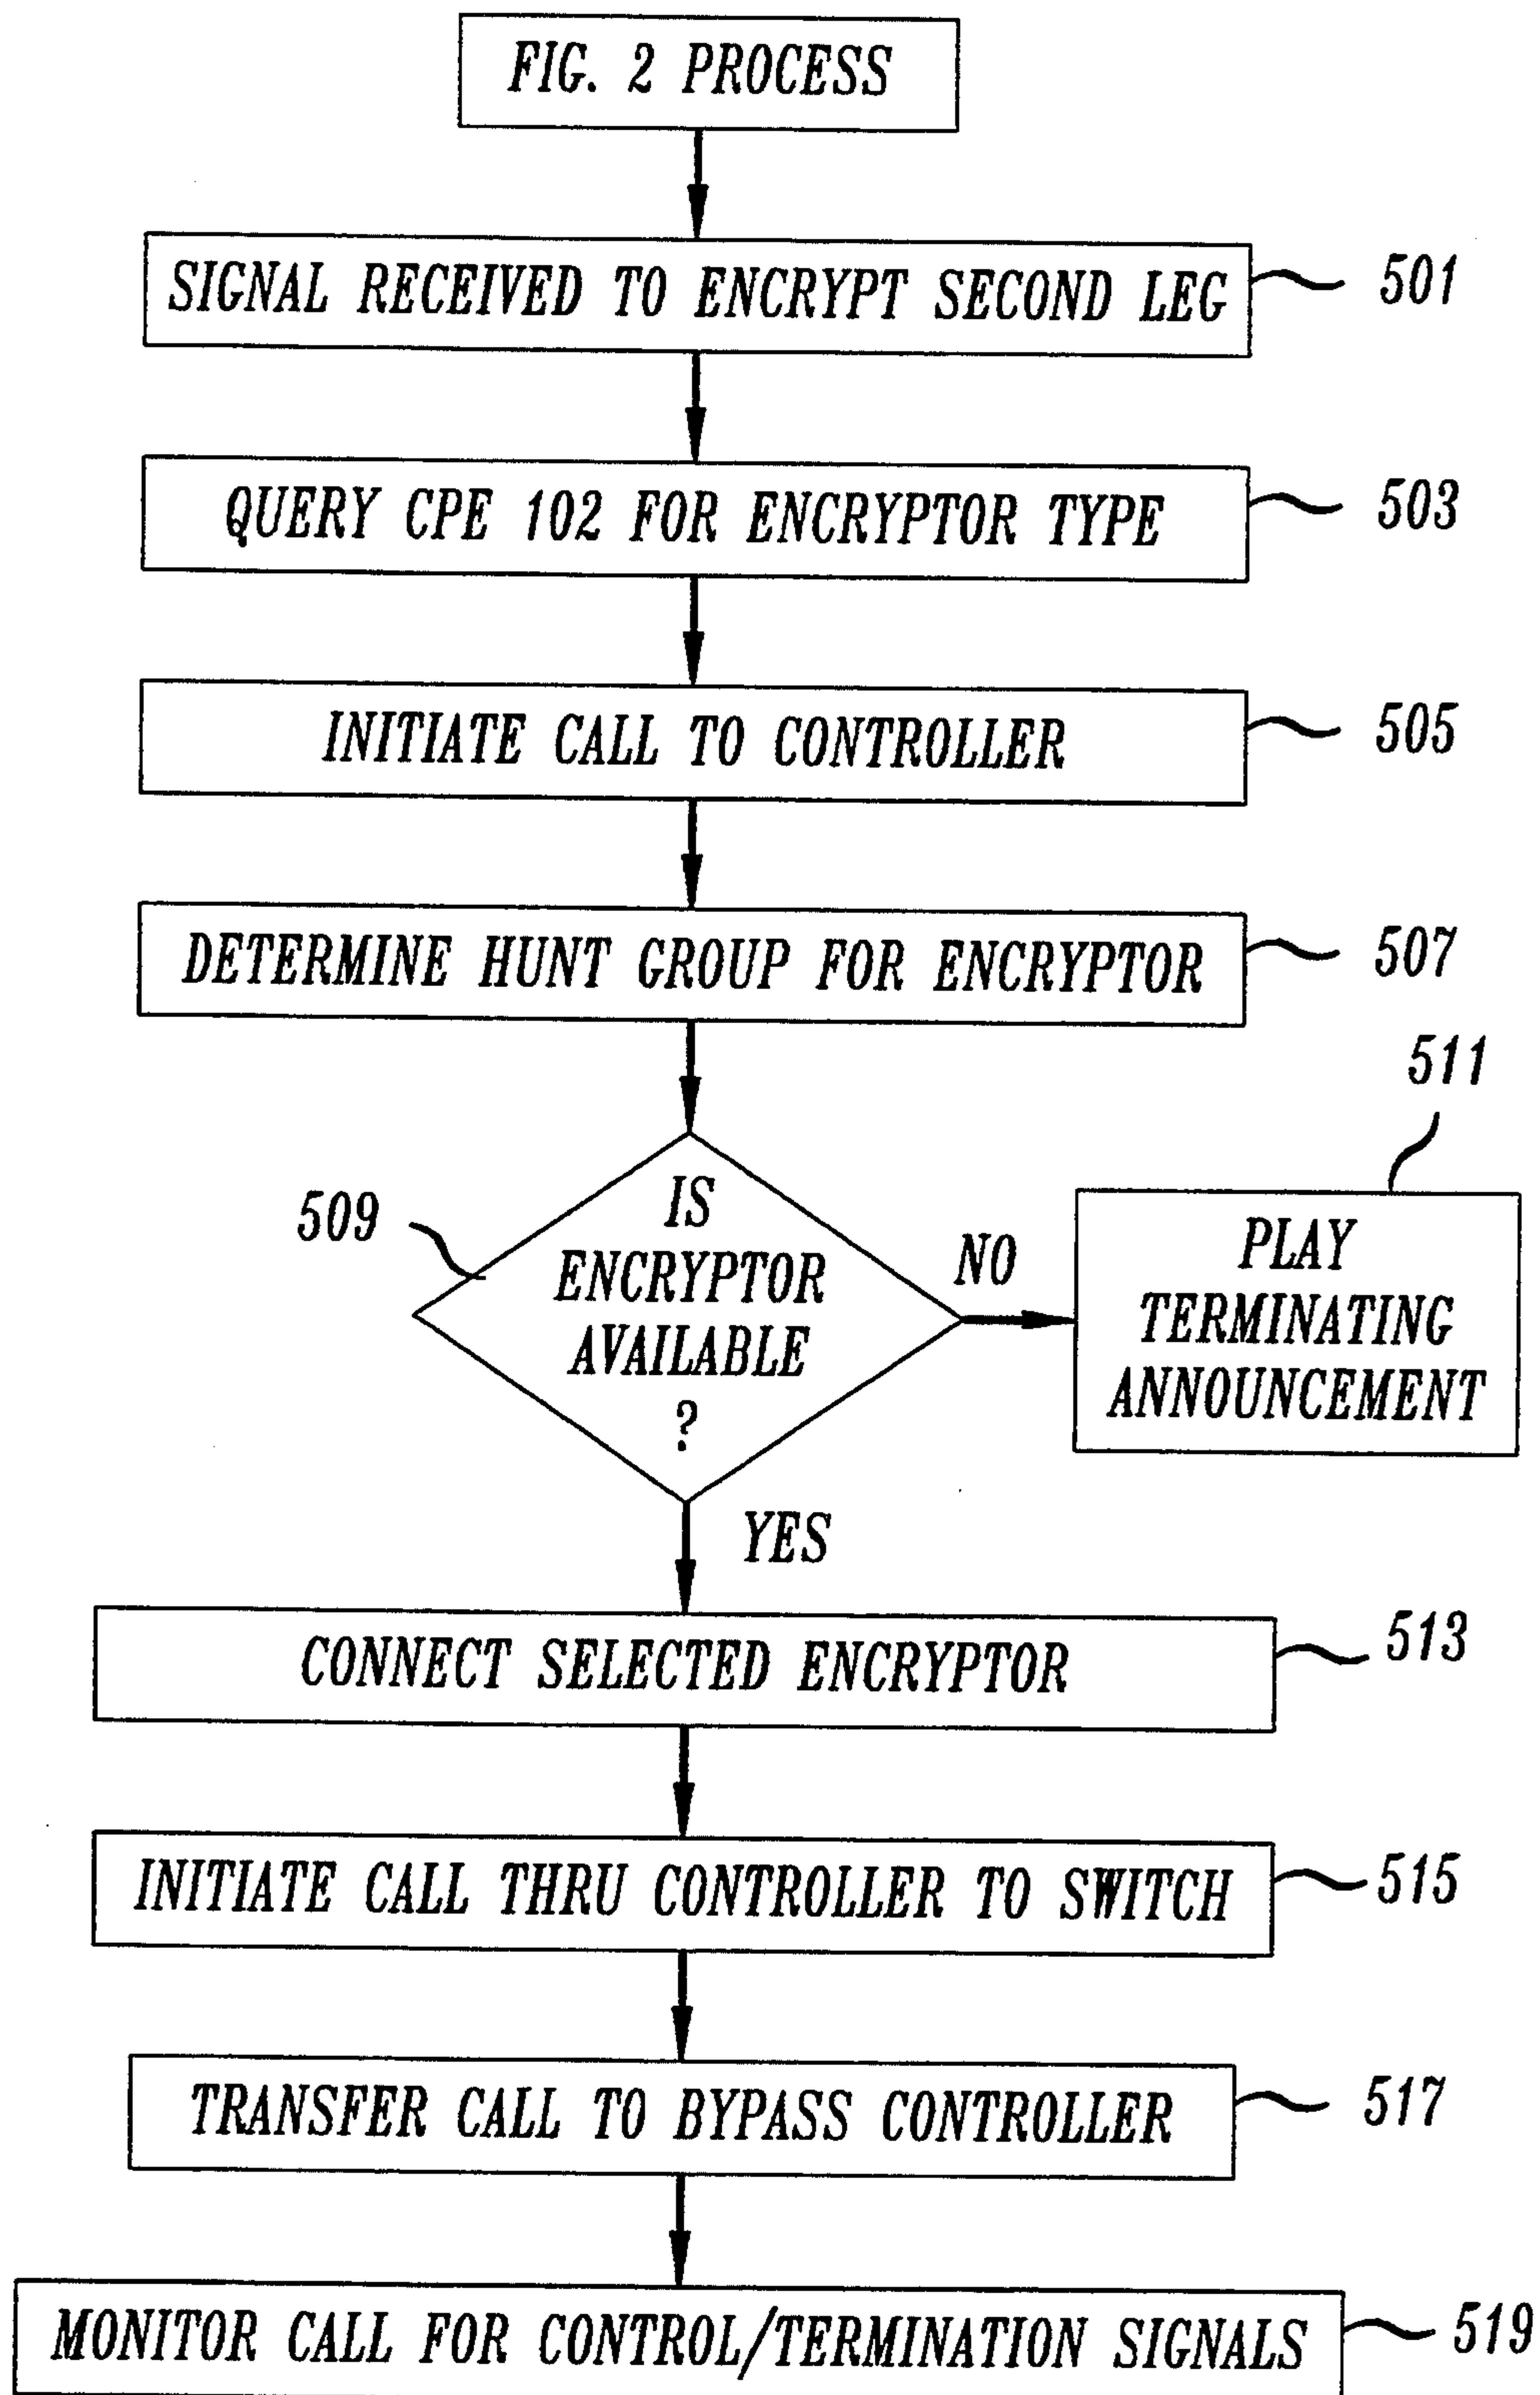 FIG. 2 PROCESS
SIGNAL RECEIVED TO ENCRYPT SECOND LEG
501
QUERY CPE 102 FOR ENCRYPTOR TYPE
503
INITIATE CALL TO CONTROLLER
505
DETERMINE HUNT GROUP FOR ENCRYPTOR
507
509
IS
ENCRYPTOR
AVAILABLE
?
NO
511
PLAY
TERMINATING
ANNOUNCEMENT
YES
CONNECT SELECTED ENCRYPTOR
513
INITIATE CALL THRU CONTROLLER TO SWITCH
515
TRANSFER CALL TO BYPASS CONTROLLER
517
MONITOR CALL FOR CONTROL/TERMINATION SIGNALS
519